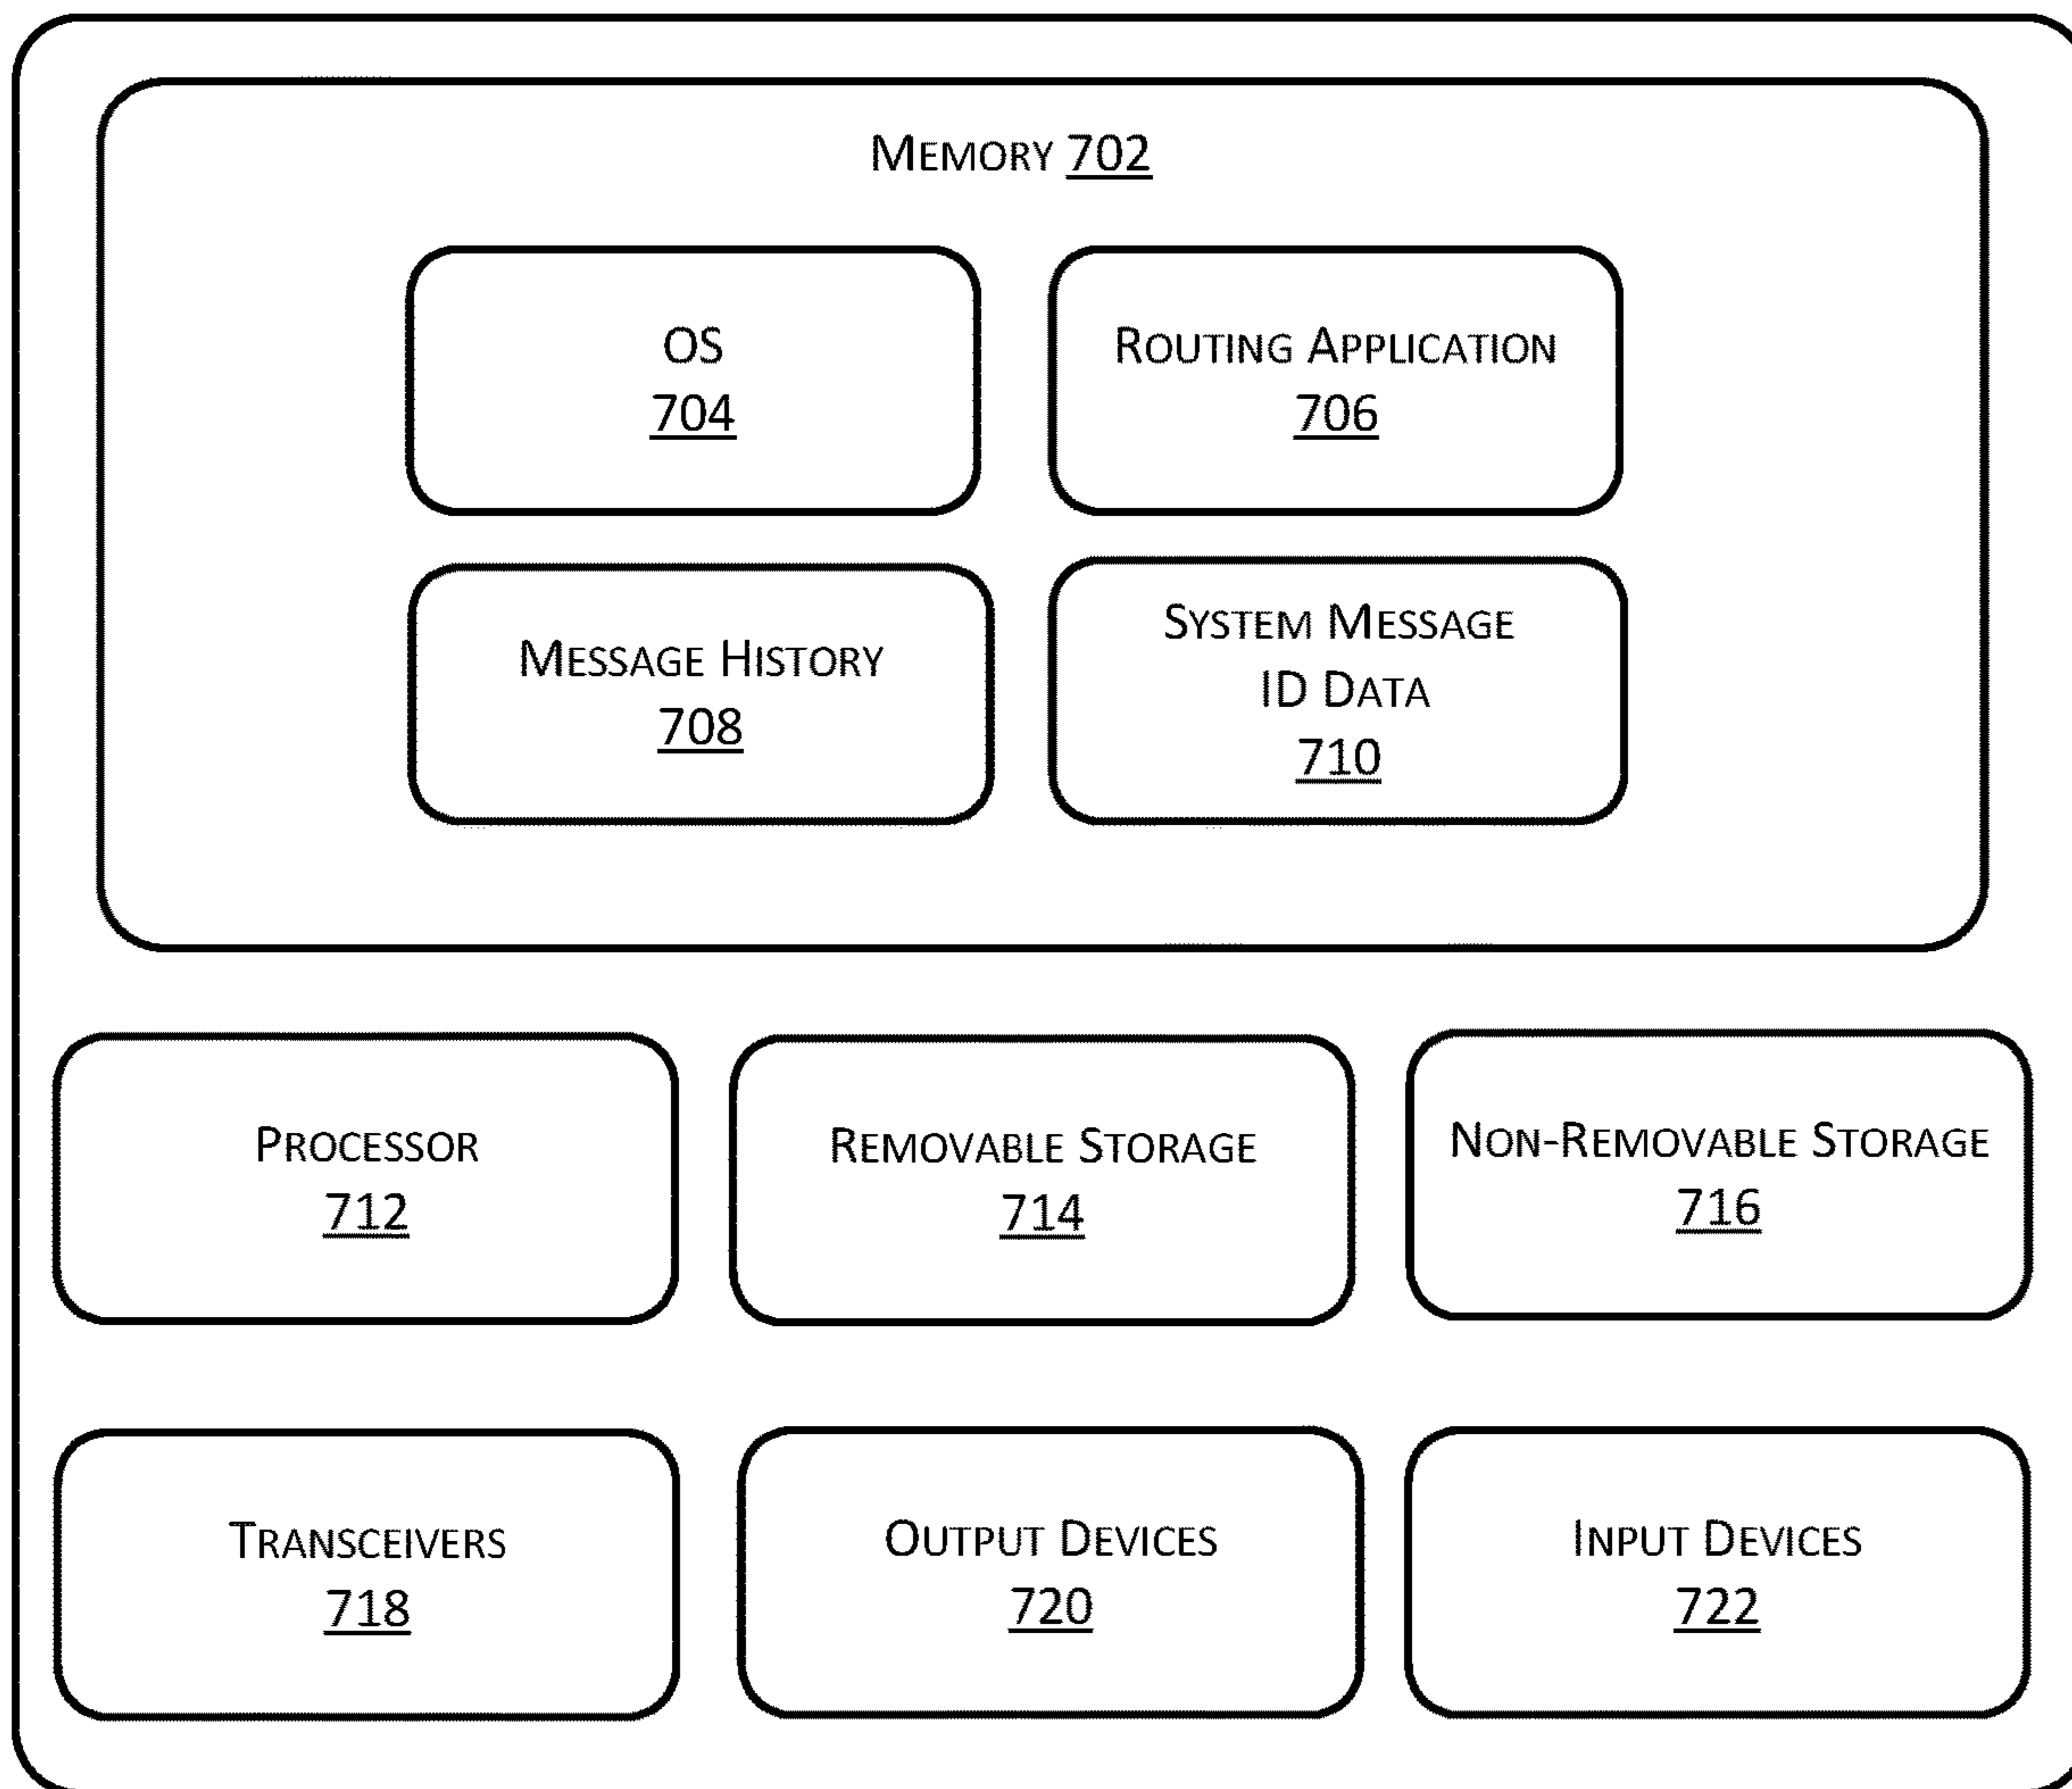 MEMORY 702
OS
704
ROUTING APPLICATION
706
MESSAGE HISTORY
708
SYSTEM MESSAGE
ID DATA
710
PROCESSOR
712
REMOVABLE STORAGE
714
NON-REMOVABLE STORAGE
716
TRANSCEIVERS
718
OUTPUT DEVICES
720
INPUT DEVICES
722